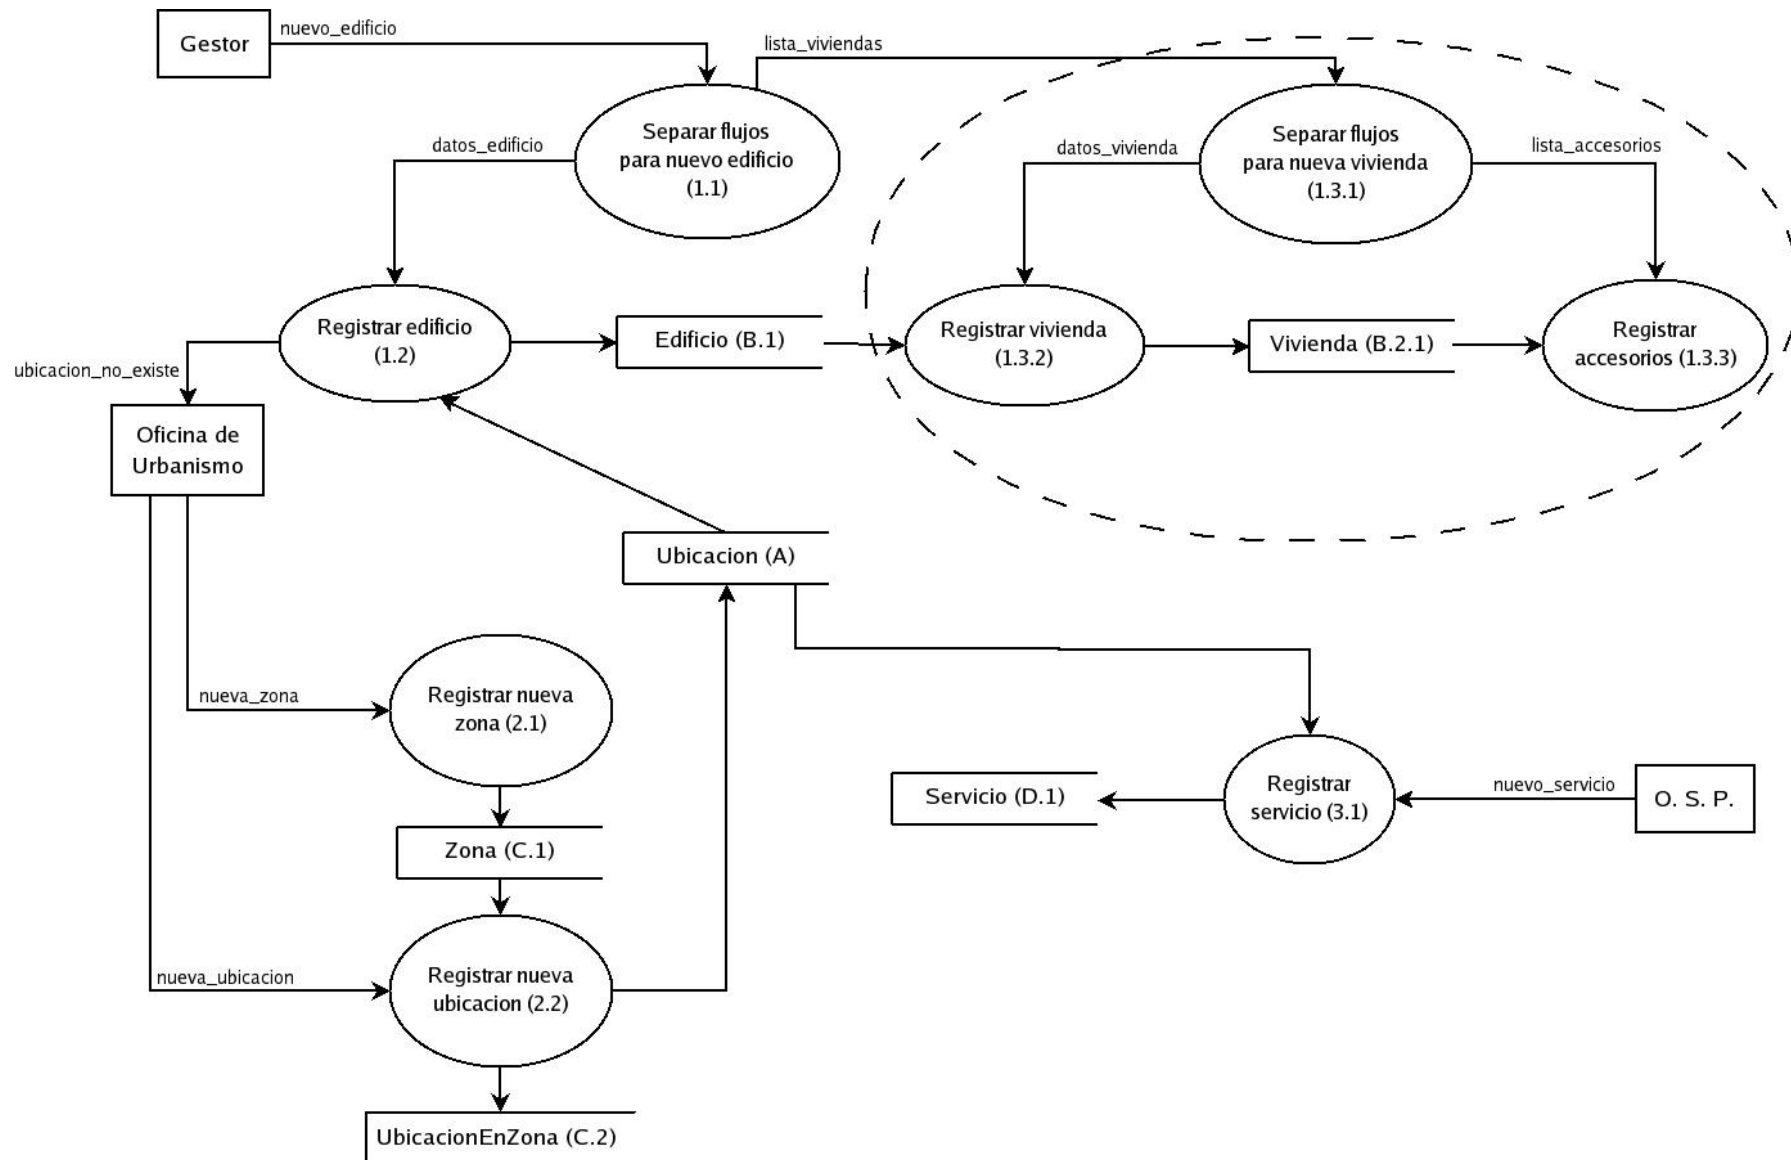 Gestor
nuevo_edificio
lista_viviendas
Separar flujos
para nuevo edificio
(1.1)
Separar flujos
para nueva vivienda
(1.3.1)
datos_edificio
datos_vivienda
lista_accesorios
Registrar edificio
(1.2)
Edificio (B.1)
Registrar vivienda
(1.3.2)
Vivienda (B.2.1)
Registrar
accesorios (1.3.3)
ubicacion_no_existe
Oficina de
Urbanismo
Ubicacion (A)
nueva_zona
Registrar nueva
zona (2.1)
Servicio (D.1)
Registrar
servicio (3.1)
nuevo_servicio
O. S. P.
Zona (C.1)
nueva_ubicacion
Registrar nueva
ubicacion (2.2)
UbicacionEnZona (C.2)